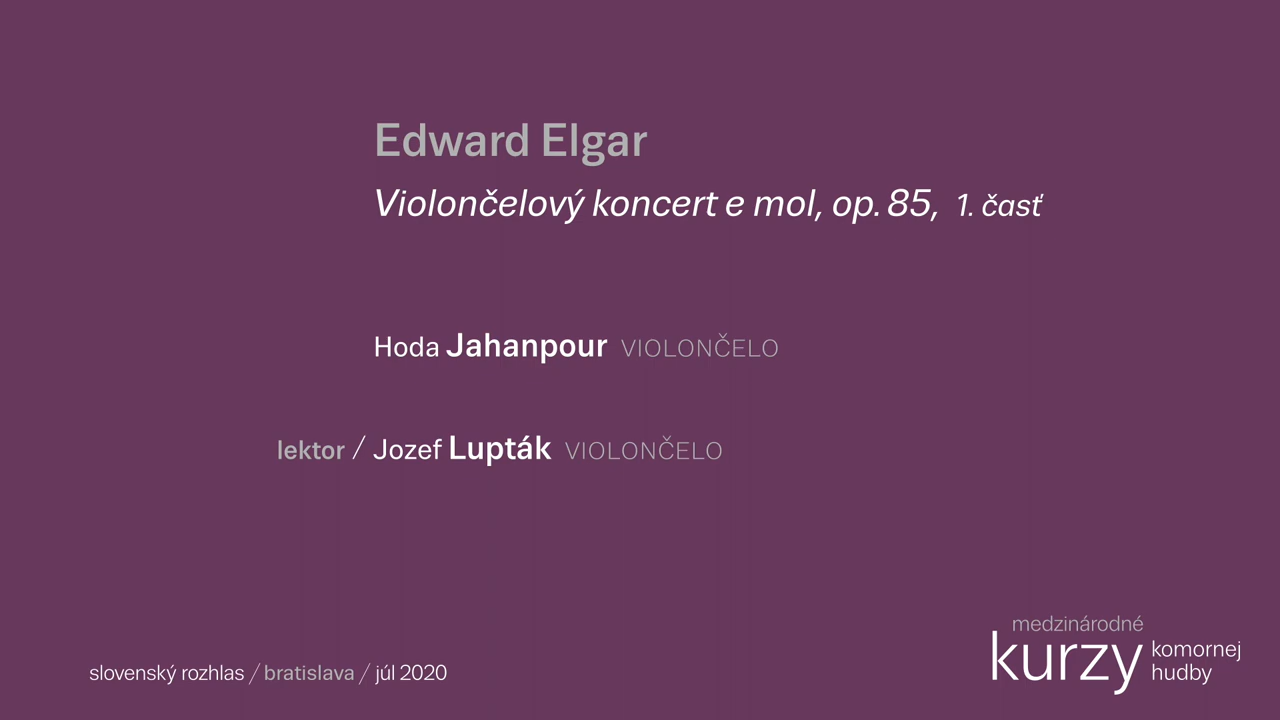 Edward Elgar
Violončelový koncert e mol, op. 85, 1. časť
Hoda Jahanpour VIOLONČELO
lektor / Jozef Lupták VIOLONČELO
slovenský rozhlas / bratislava / júl 2020
medzinárodné
kurzy komornej
hudby